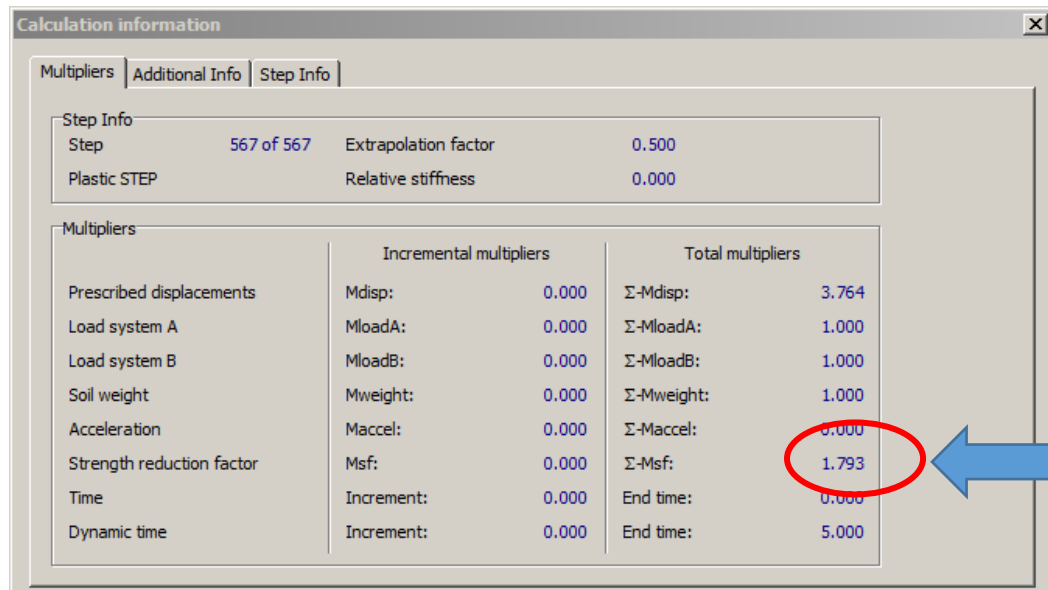 Calculation information
Multipliers Additional Info Step Info
Step Info
Step 567 of 567 Extrapolation factor 0.500
Plastic STEP Relative stiffness 0.000
Multipliers
Incremental multipliers Total multipliers
Prescribed displacements Mdisp: 0.000 Σ-Mdisp: 3.764
Load system A MloadA: 0.000 Σ-MloadA: 1.000
Load system B MloadB: 0.000 Σ-MloadB: 1.000
Soil weight Mweight: 0.000 Σ-Mweight: 1.000
Acceleration Maccel: 0.000 Σ-Maccel: 0.000
Strength reduction factor Msf: 0.000 Σ-Msf: 1.793
Time Increment: 0.000 End time: 0.000
Dynamic time Increment: 0.000 End time: 5.000